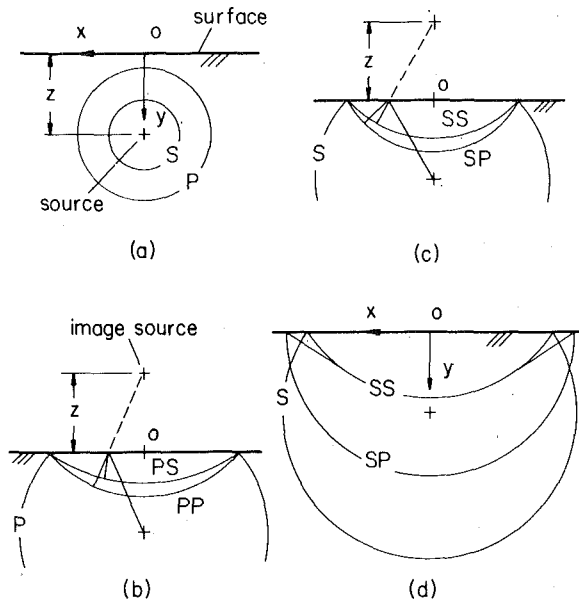 surface
x
o
z
y
S
P
source
(a)
z
o
SS
S
SP
(c)
image source
z
o
PS
PP
P
(b)
x
o
y
S
SS
SP
(d)